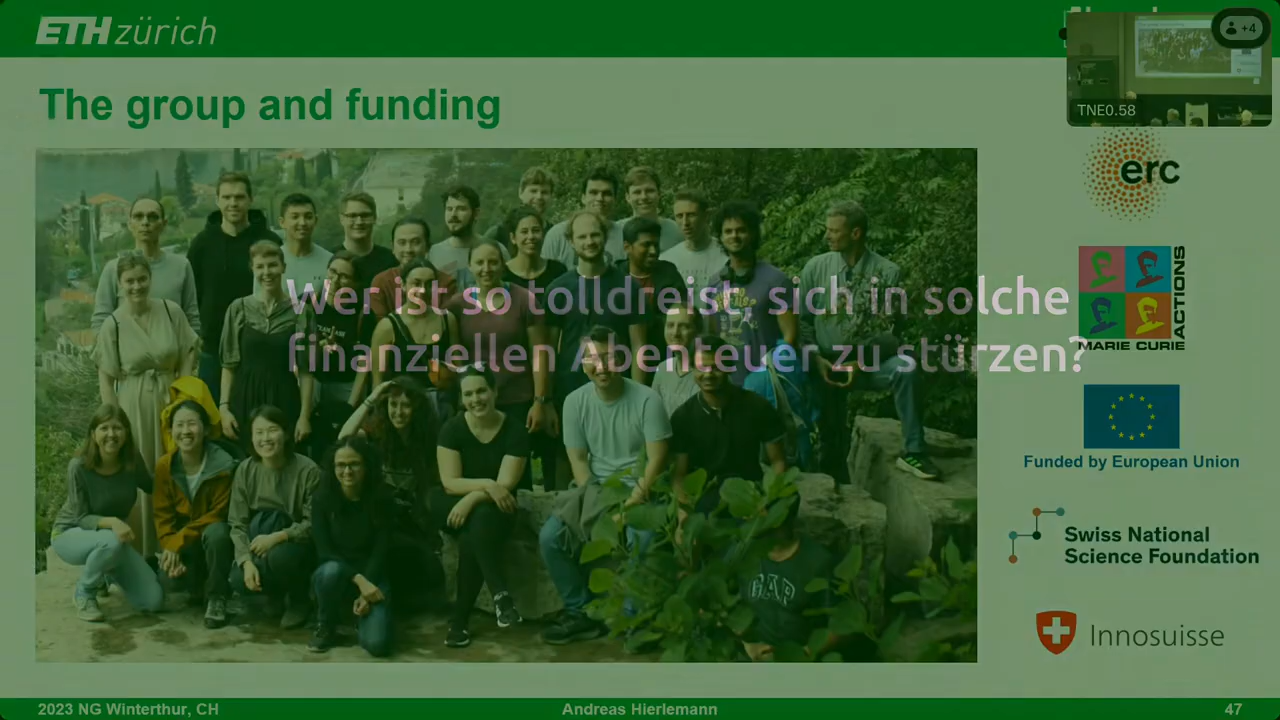 ETH zürich
+4
TNE0.58
The group and funding
erc
MARIE CURIE
ACTIONS
Wer ist so tolldreist, sich in solche
finanziellen Abenteuer zu stürzen?
Funded by European Union
Swiss National
Science Foundation
GAP
Innosuisse
2023 NG Winterthur, CH
Andreas Hierlemann
47